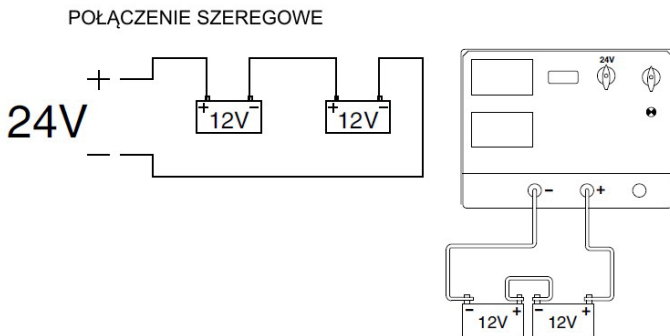 POŁĄCZENIE SZEREGOWE
24V
+
24V
−
+ 12V −
+ 12V −
− +
− 12V +
− 12V +